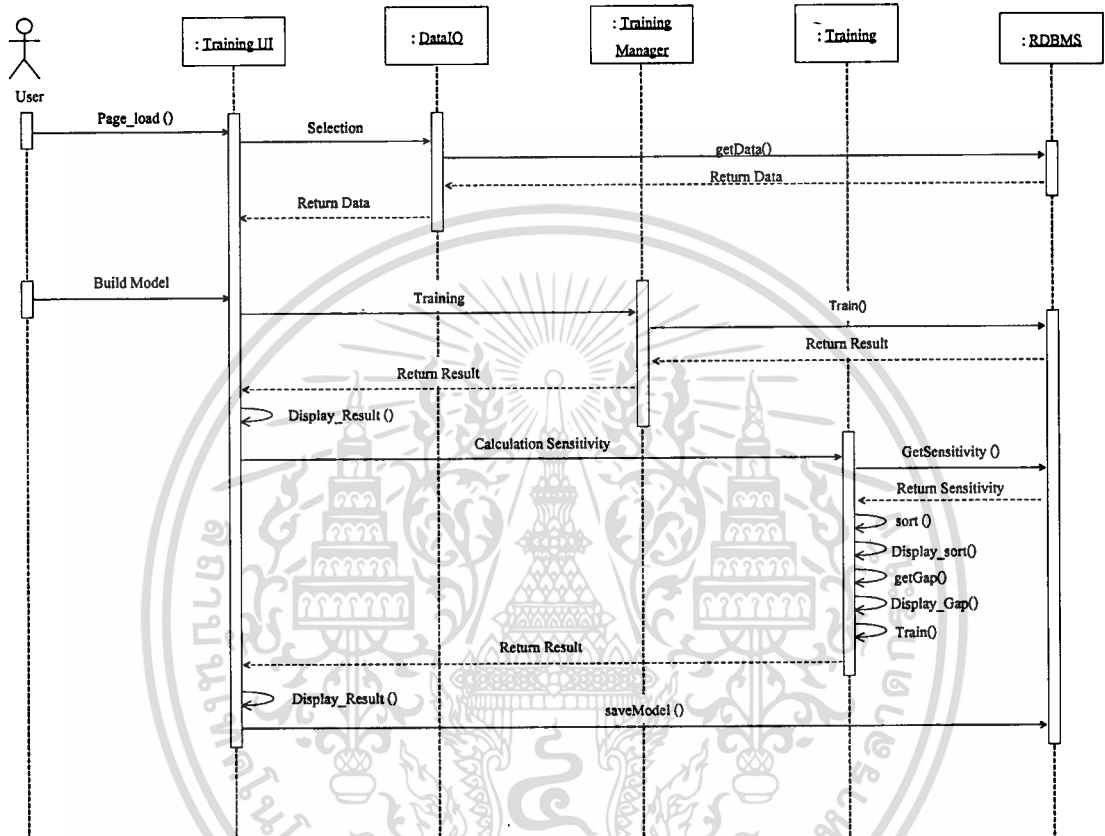 : Training UI
: DataIQ
: Training
Manager
: Training
: RDBMS
User
Page_load ()
Selection
getData()
Return Data
Return Data
Build Model
Training
Train()
Return Result
Return Result
Display_Result ()
Calculation Sensitivity
GetSensitivity ()
Return Sensitivity
sort ()
Display_sort()
getGap()
Display_Gap()
Train()
Return Result
Display_Result ()
saveModel ()